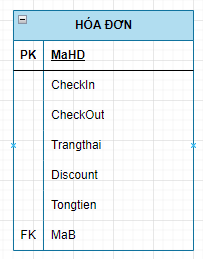 HÓA ĐƠN
PK MaHD
CheckIn
CheckOut
Trangthai
Discount
Tongtien
FK MaB